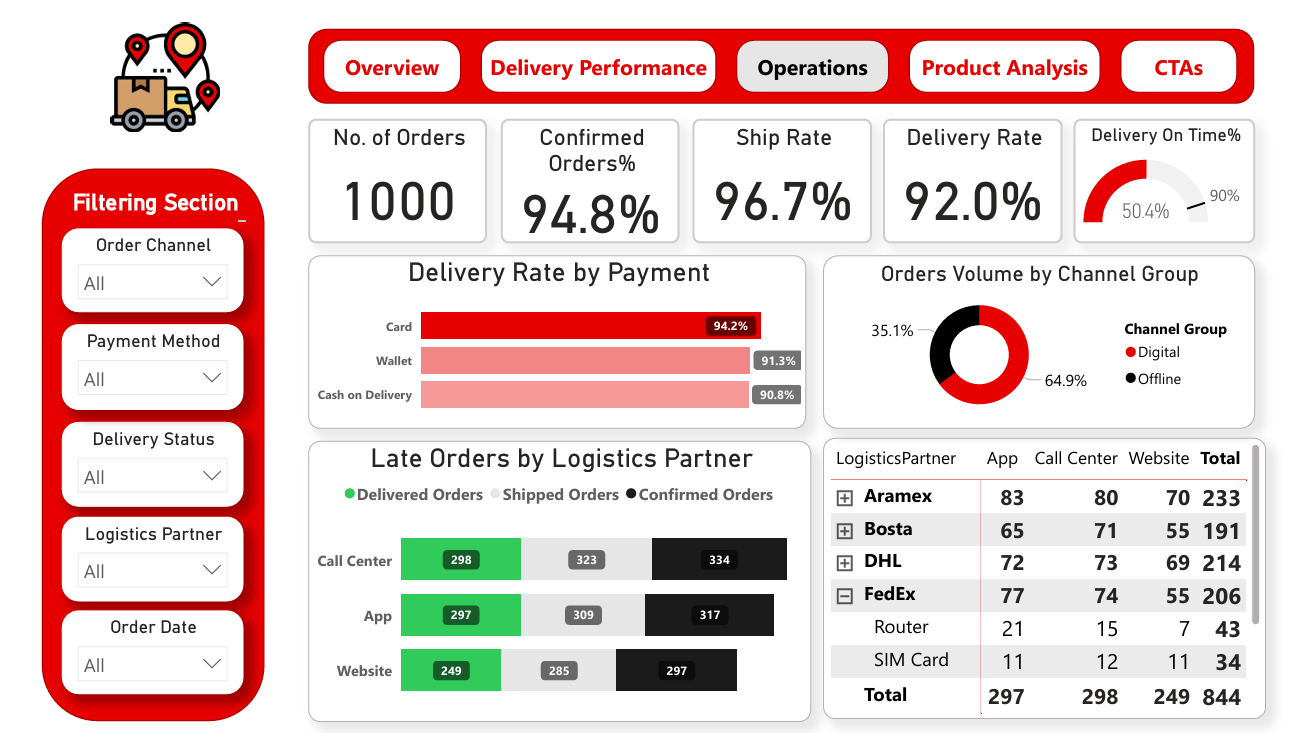 Overview
Delivery Performance
Operations
Product Analysis
CTAs
Filtering Section
Order Channel
All
Payment Method
All
Delivery Status
All
Logistics Partner
All
Order Date
All
No. of Orders
1000
Confirmed
Orders%
94.8%
Ship Rate
96.7%
Delivery Rate
92.0%
Delivery On Time%
50.4%
90%
Delivery Rate by Payment
Card 94.2%
Wallet 91.3%
Cash on Delivery 90.8%
Orders Volume by Channel Group
35.1%
64.9%
Channel Group
Digital
Offline
Late Orders by Logistics Partner
Delivered Orders Shipped Orders Confirmed Orders
Call Center 298 323 334
App 297 309 317
Website 249 285 297
LogisticsPartner App Call Center Website Total
Aramex 83 80 70 233
Bosta 65 71 55 191
DHL 72 73 69 214
FedEx 77 74 55 206
Router 21 15 7 43
SIM Card 11 12 11 34
Total 297 298 249 844